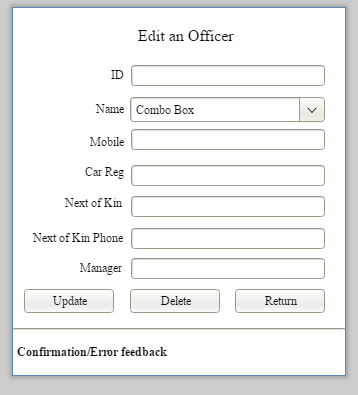 Edit an Officer
ID
Name Combo Box
Mobile
Car Reg
Next of Kin
Next of Kin Phone
Manager
Update Delete Return
Confirmation/Error feedback